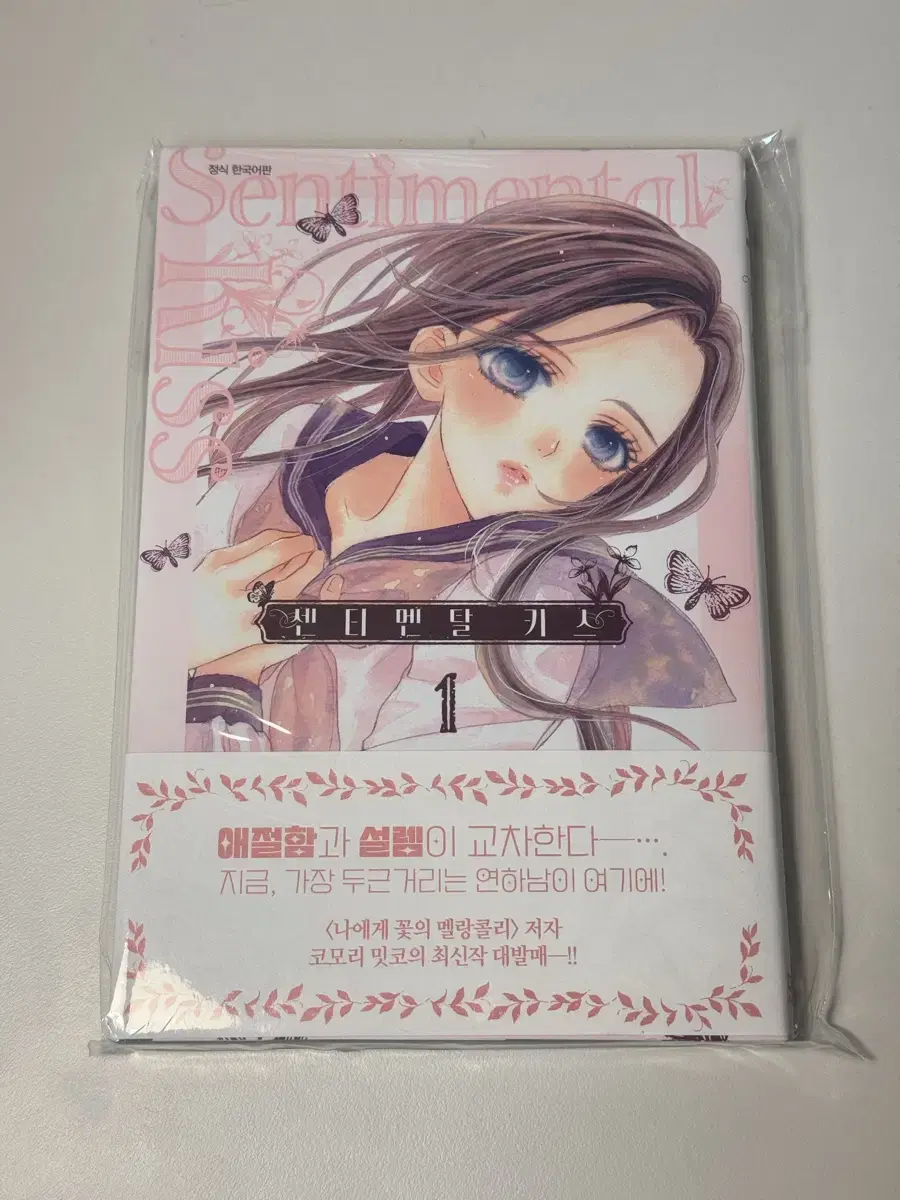 정식 한국어판
Sentimental
Kiss
센티멘탈 키스
1
애절함과 설렘이 교차한다―….
지금, 가장 두근거리는 연하남이 여기에!
〈나에게 꽃의 멜랑콜리〉 저자
코모리 밋코의 최신작 대발매―!!